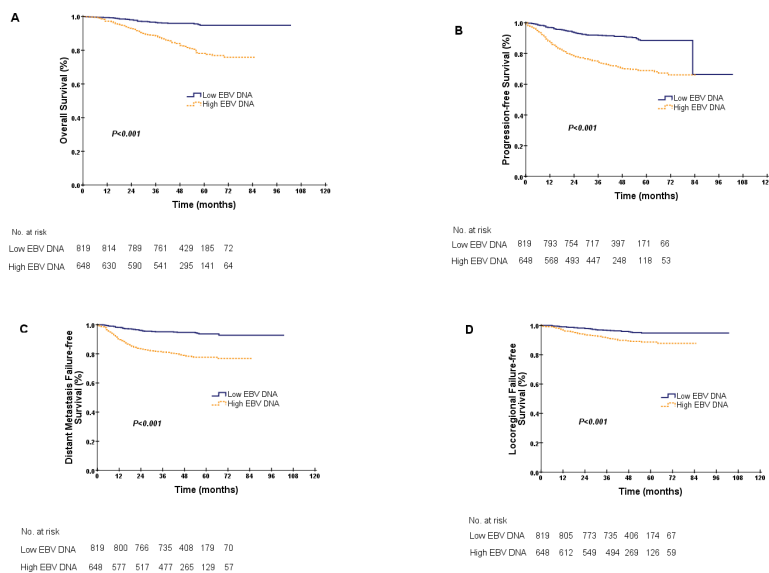 A
Overall Survival (%)
1.0
0.8
0.6
0.4
0.2
0.0
Low EBV DNA
High EBV DNA
P<0.001
0 12 24 36 48 60 72 84 96 108 120
Time (months)
No. at risk
Low EBV DNA 819 814 789 761 429 185 72
High EBV DNA 648 630 590 541 295 141 64
B
Progression-free Survival (%)
1.0
0.8
0.6
0.4
0.2
0.0
Low EBV DNA
High EBV DNA
P<0.001
0 12 24 36 48 60 72 84 96 108 120
Time (months)
No. at risk
Low EBV DNA 819 793 754 717 397 171 66
High EBV DNA 648 568 493 447 248 118 53
C
Distant Metastasis Failure-free
Survival (%)
1.0
0.8
0.6
0.4
0.2
0.0
Low EBV DNA
High EBV DNA
P<0.001
0 12 24 36 48 60 72 84 96 108 120
Time (months)
No. at risk
Low EBV DNA 819 800 766 735 408 179 70
High EBV DNA 648 577 517 477 265 129 57
D
Locoregional Failure-free
Survival (%)
1.0
0.8
0.6
0.4
0.2
0.0
Low EBV DNA
High EBV DNA
P<0.001
0 12 24 36 48 60 72 84 96 108 120
Time (months)
No. at risk
Low EBV DNA 819 805 773 735 406 174 67
High EBV DNA 648 612 549 494 269 126 59